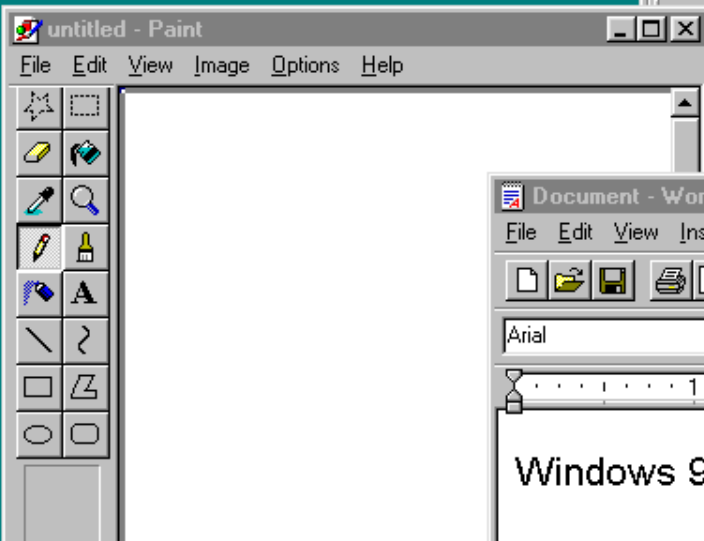 untitled - Paint
File Edit View Image Options Help
A
Document - Wor
File Edit View Ins
Arial
1
Windows 9